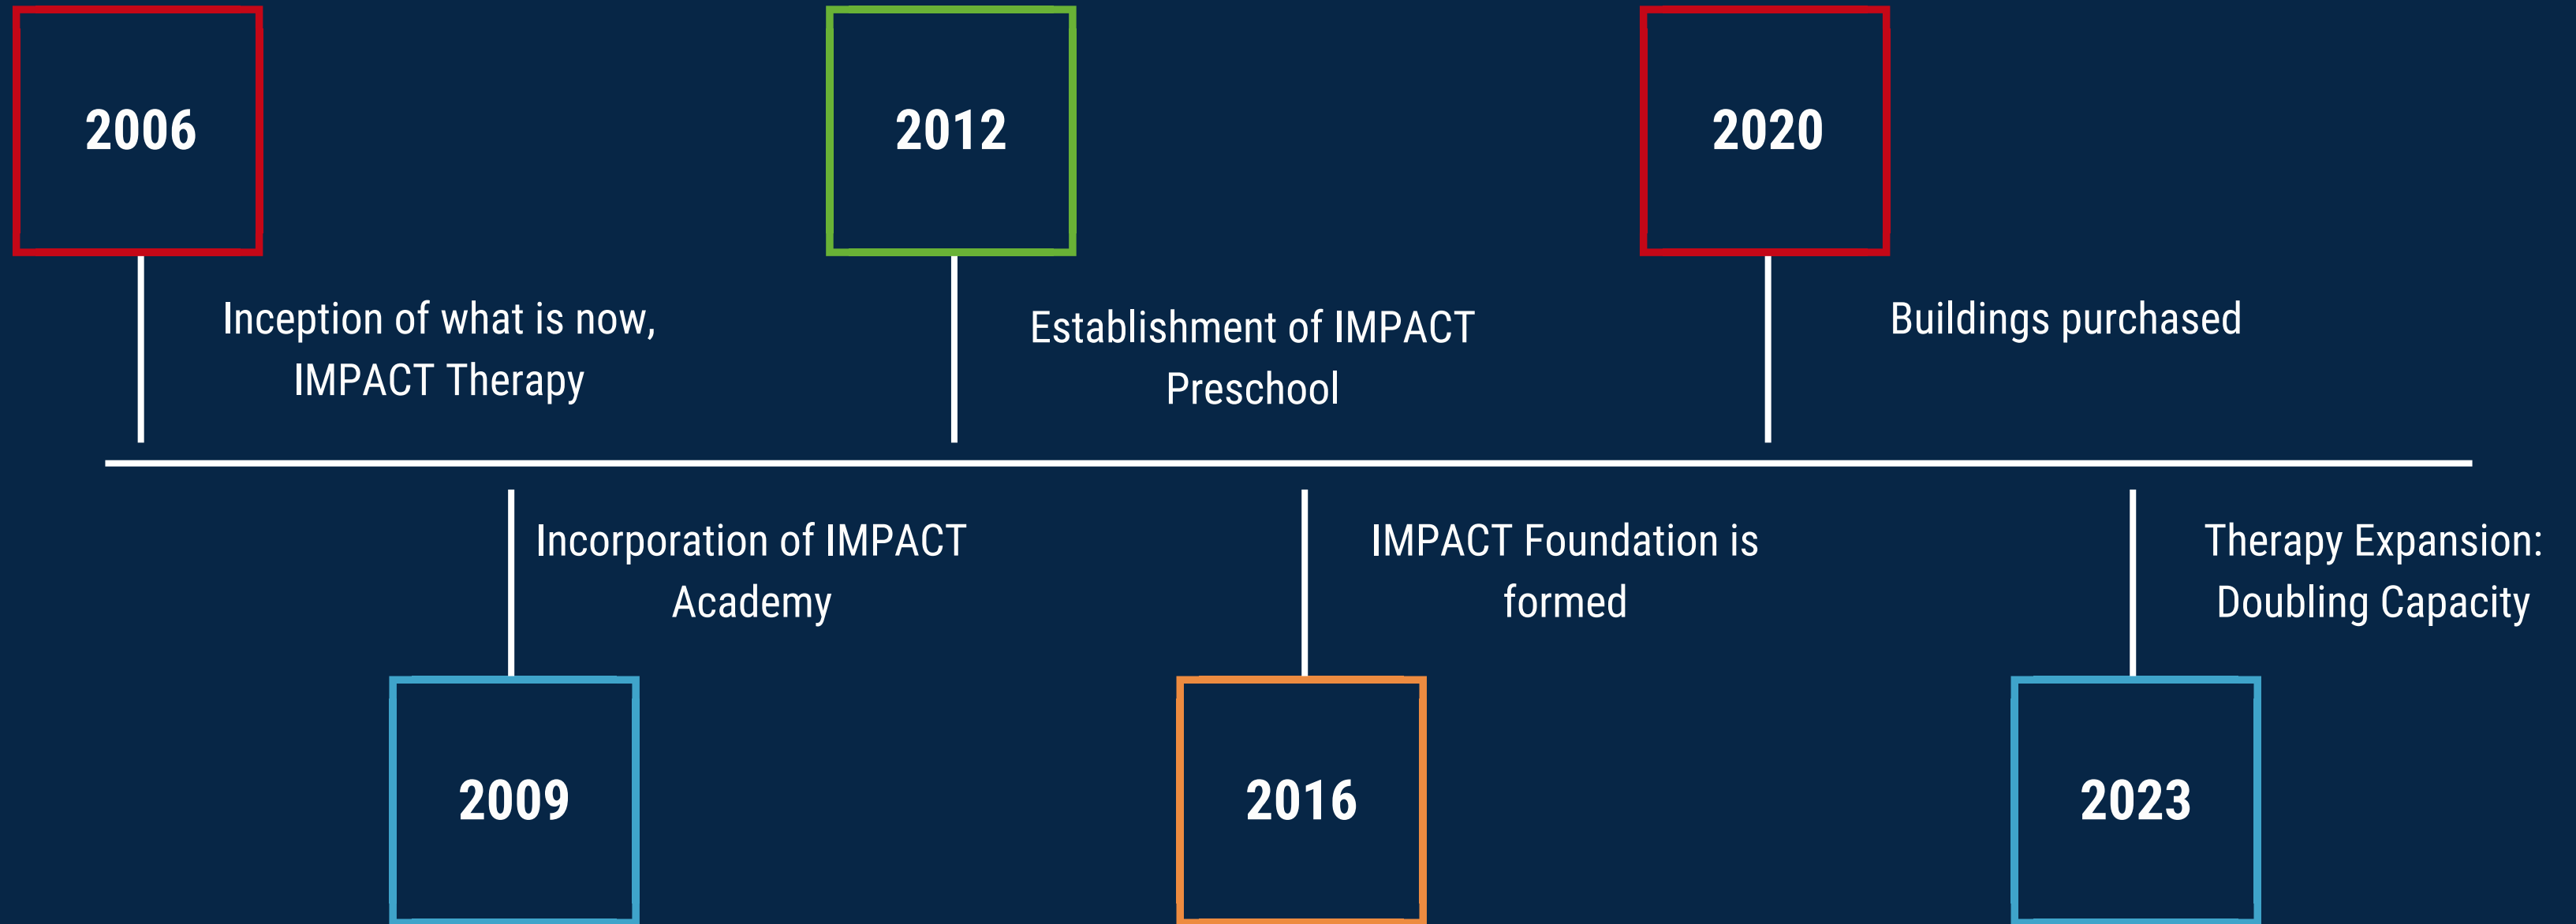 2006
Inception of what is now,
IMPACT Therapy
2009
Incorporation of IMPACT
Academy
2012
Establishment of IMPACT
Preschool
2016
IMPACT Foundation is
formed
2020
Buildings purchased
2023
Therapy Expansion:
Doubling Capacity